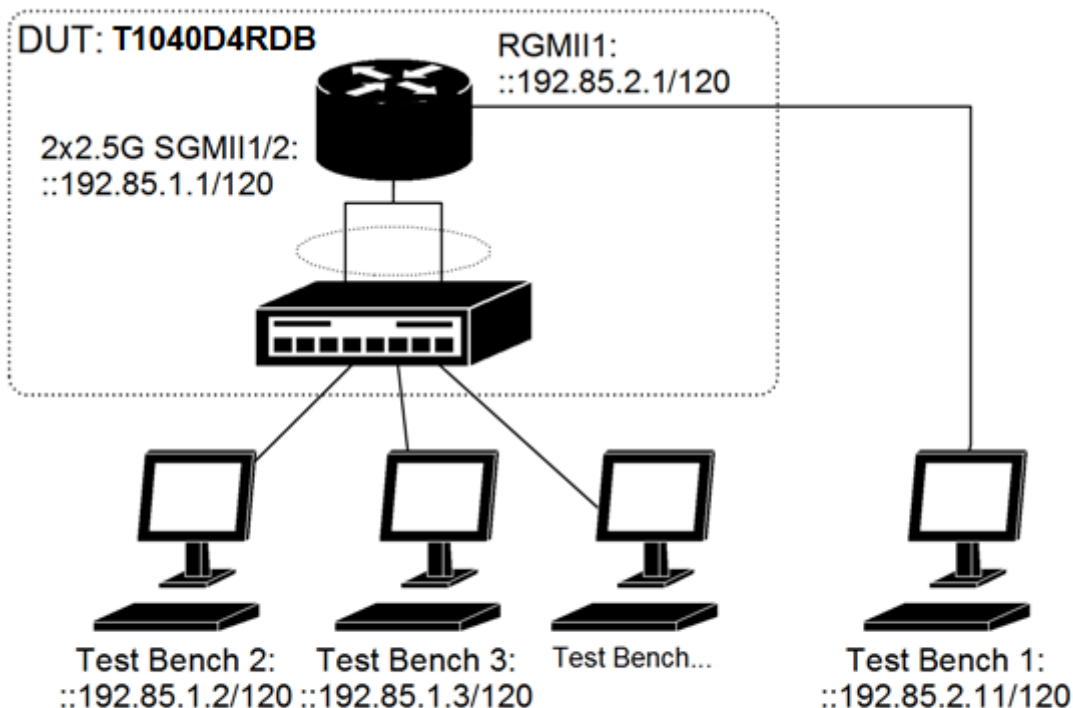 DUT: T1040D4RDB
RGMII1:
::192.85.2.1/120
2x2.5G SGMII1/2:
::192.85.1.1/120
Test Bench 2:
::192.85.1.2/120
Test Bench 3:
::192.85.1.3/120
Test Bench...
Test Bench 1:
::192.85.2.11/120